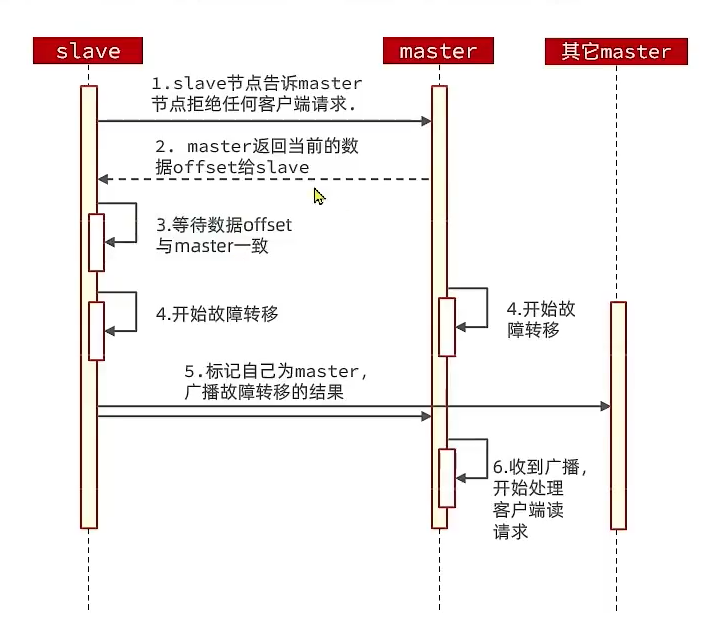 slave
master
其它master
1.slave节点告诉master
节点拒绝任何客户端请求.
2. master返回当前的数
据offset给slave
3.等待数据offset
与master一致
4.开始故障转移
4.开始故
障转移
5.标记自己为master,
广播故障转移的结果
6.收到广播,
开始处理
客户端读
请求